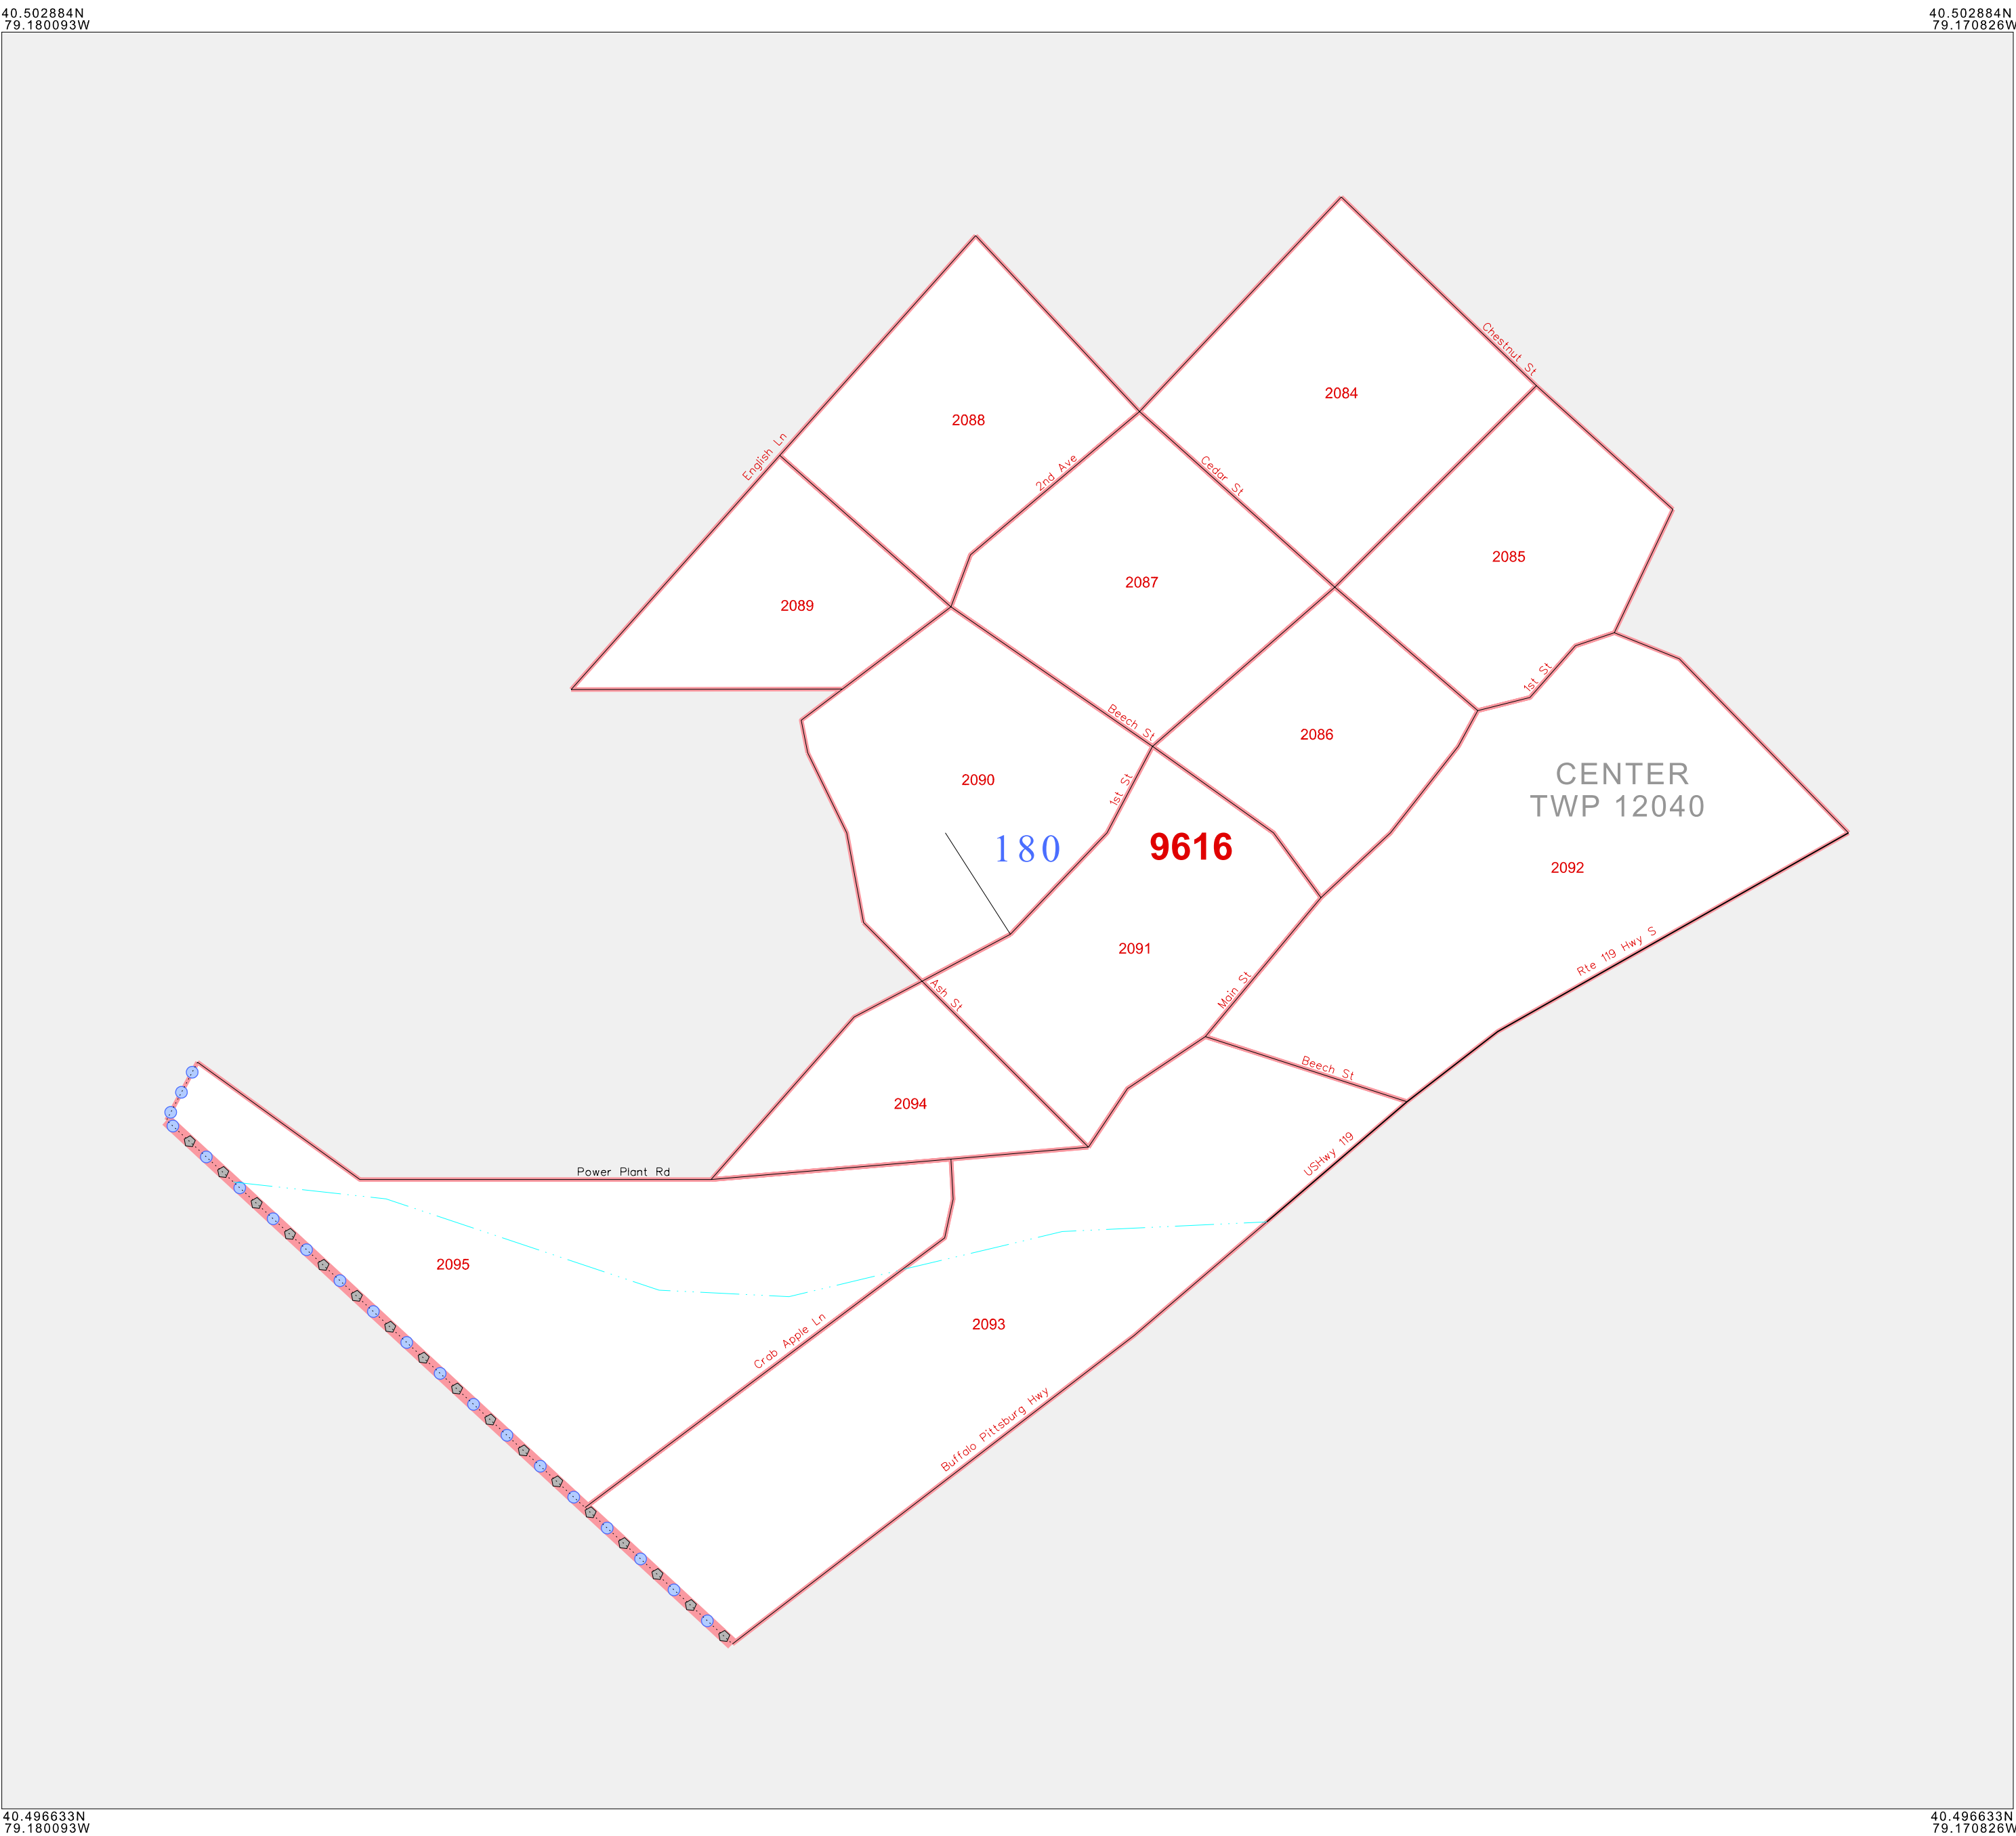 40.502884N
79.180093W
40.502884N
79.170826W
Chestnut St
2084
2088
English Ln
2nd Ave
Cedar St
2085
2087
2089
1st St
Beech St
2086
CENTER
TWP 12040
2090
1st St
180
9616
2092
Rte 119 Hwy S
2091
Ash St
Main St
Beech St
2094
USHwy 119
Power Plant Rd
2095
2093
Crab Apple Ln
Buffalo Pittsburg Hwy
40.496633N
79.180093W
40.496633N
79.170826W